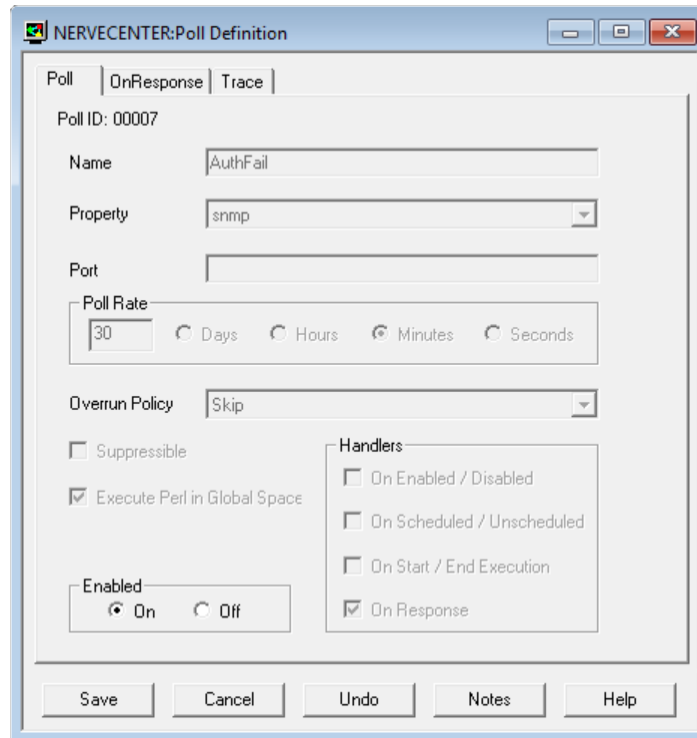 NERVECENTER:Poll Definition
Poll OnResponse Trace
Poll ID: 00007
Name AuthFail
Property snmp
Port
Poll Rate
30 Days Hours Minutes Seconds
Overrun Policy Skip
Suppressible
Execute Perl in Global Space
Handlers
On Enabled / Disabled
On Scheduled / Unscheduled
On Start / End Execution
On Response
Enabled
On Off
Save Cancel Undo Notes Help